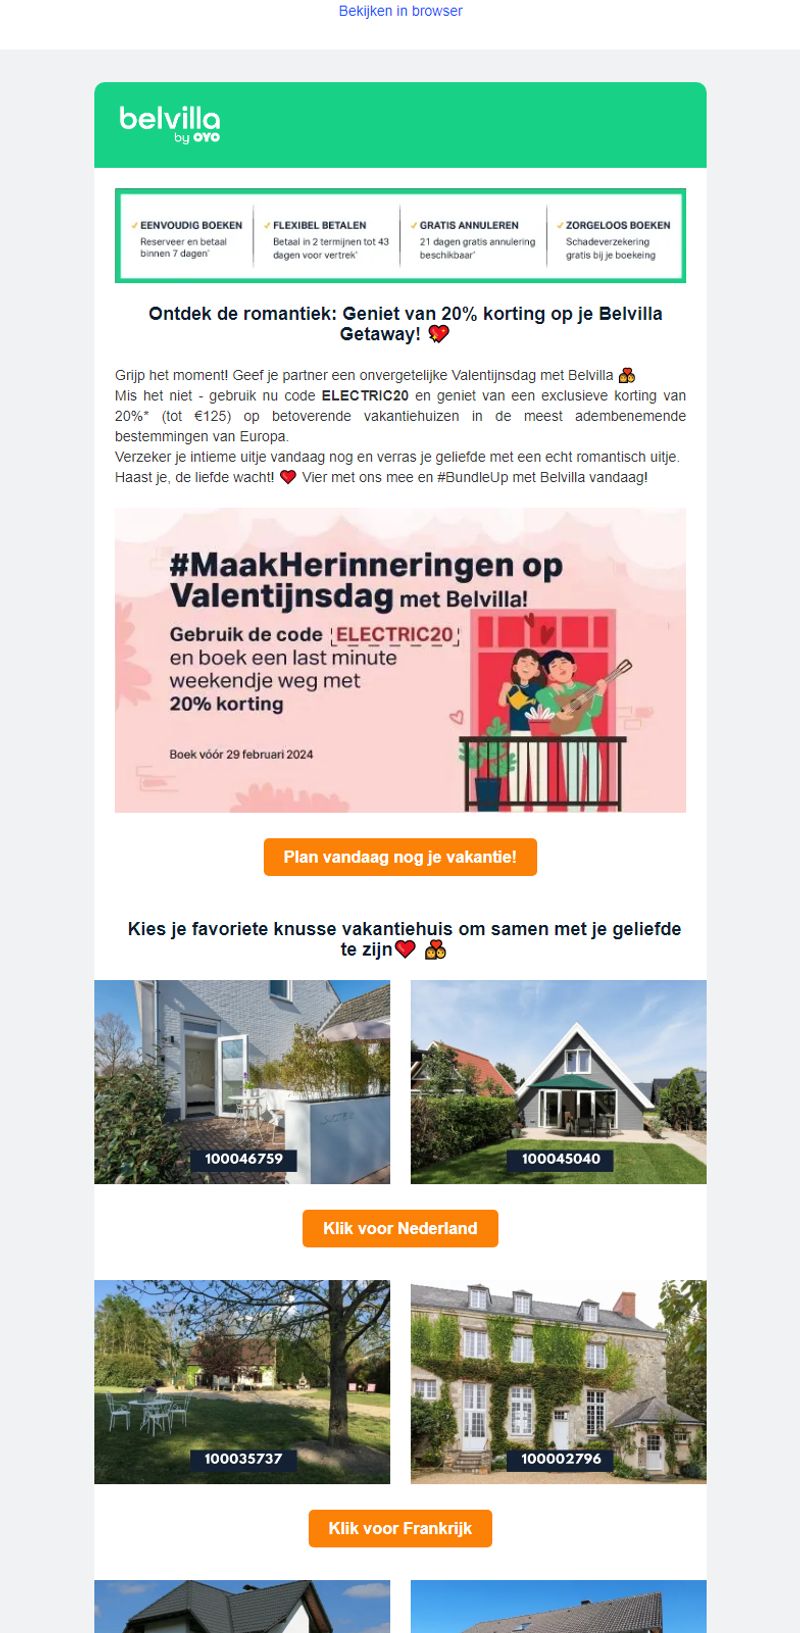 Bekijken in browser
belvilla
by OYO
✓ EENVOUDIG BOEKEN
Reserveer en betaal
binnen 7 dagen*
✓ FLEXIBEL BETALEN
Betaal in 2 termijnen tot 43
dagen voor vertrek*
✓ GRATIS ANNULEREN
21 dagen gratis annulering
beschikbaar*
✓ ZORGELOOS BOEKEN
Schadeverzekering
gratis bij je boekeing
Ontdek de romantiek: Geniet van 20% korting op je Belvilla
Getaway! 💘
Grijp het moment! Geef je partner een onvergetelijke Valentijnsdag met Belvilla 💑
Mis het niet - gebruik nu code ELECTRIC20 en geniet van een exclusieve korting van
20%* (tot €125) op betoverende vakantiehuizen in de meest adembenemende
bestemmingen van Europa.
Verzeker je intieme uitje vandaag nog en verras je geliefde met een echt romantisch uitje.
Haast je, de liefde wacht! ❤️ Vier met ons mee en #BundleUp met Belvilla vandaag!
#MaakHerinneringen op
Valentijnsdag met Belvilla!
Gebruik de code ELECTRIC20
en boek een last minute
weekendje weg met
20% korting
Boek vóór 29 februari 2024
Plan vandaag nog je vakantie!
Kies je favoriete knusse vakantiehuis om samen met je geliefde
te zijn❤️ 💑
100046759
100045040
Klik voor Nederland
100035737
100002796
Klik voor Frankrijk